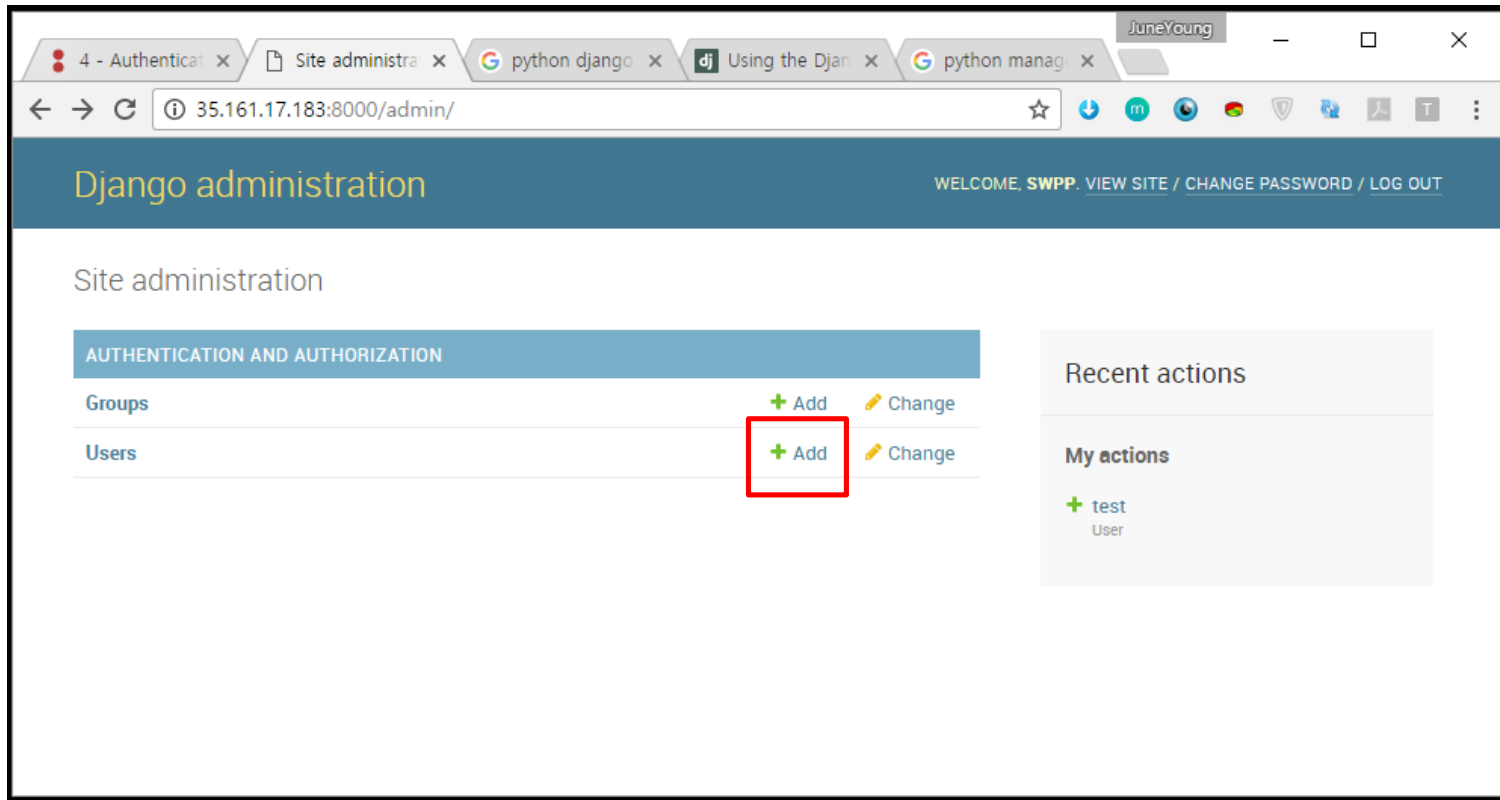 JuneYoung
4 - Authenticat
Site administra
python django
dj Using the Djan
python manag
35.161.17.183:8000/admin/
m
T
Django administration
WELCOME, SWPP. VIEW SITE / CHANGE PASSWORD / LOG OUT
Site administration
AUTHENTICATION AND AUTHORIZATION
Groups Add Change
Users Add Change
Recent actions
My actions
test
User